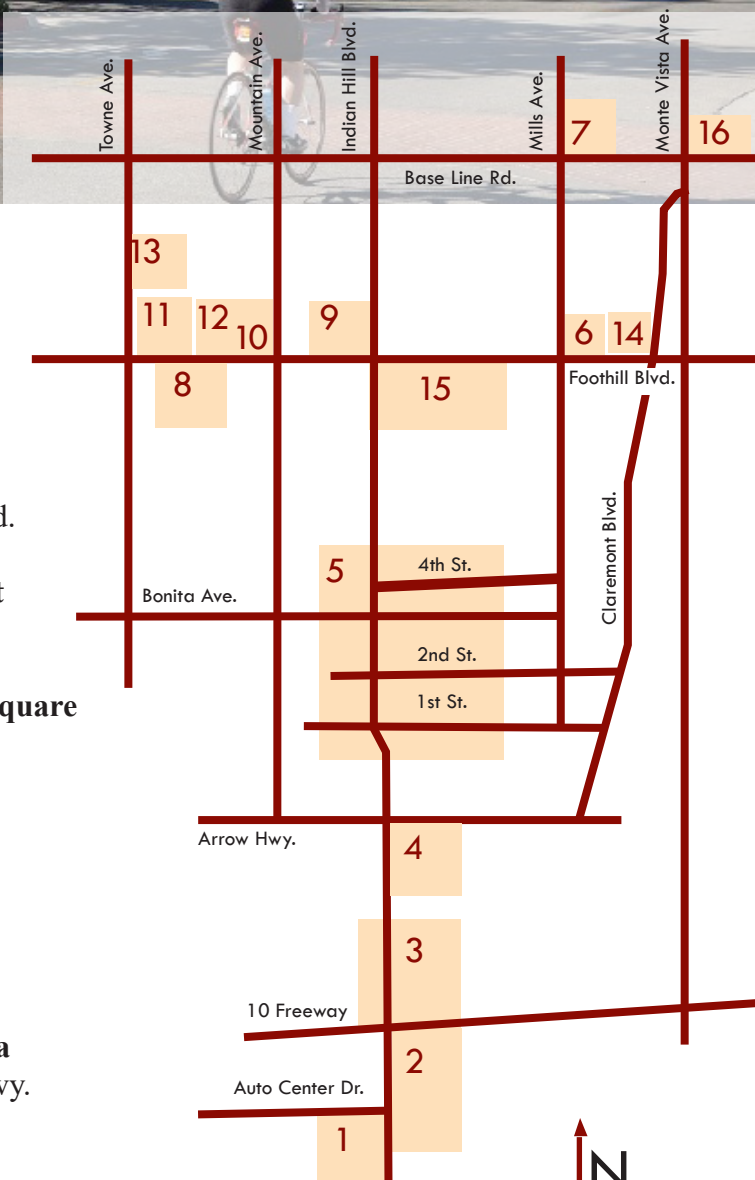 Towne Ave.
Mountain Ave.
Indian Hill Blvd.
Mills Ave.
Monte Vista Ave.
7
16
Base Line Rd.
13
11
12
10
9
6
14
8
15
Foothill Blvd.
d.
t
quare
a
vy.
Claremont Blvd.
5
4th St.
Bonita Ave.
2nd St.
1st St.
Arrow Hwy.
4
3
10 Freeway
2
Auto Center Dr.
1
N